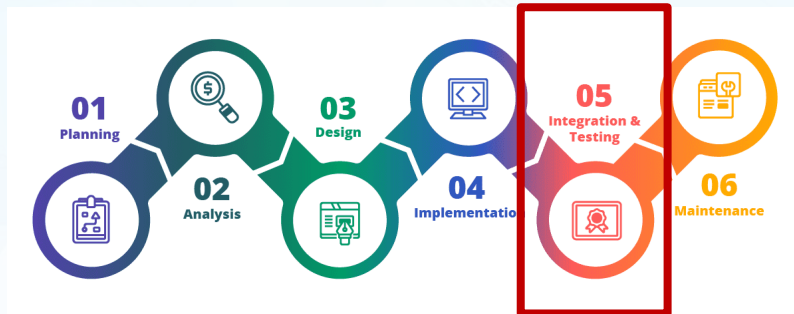 01
Planning
02
Analysis
03
Design
04
Implementation
05
Integration &
Testing
06
Maintenance